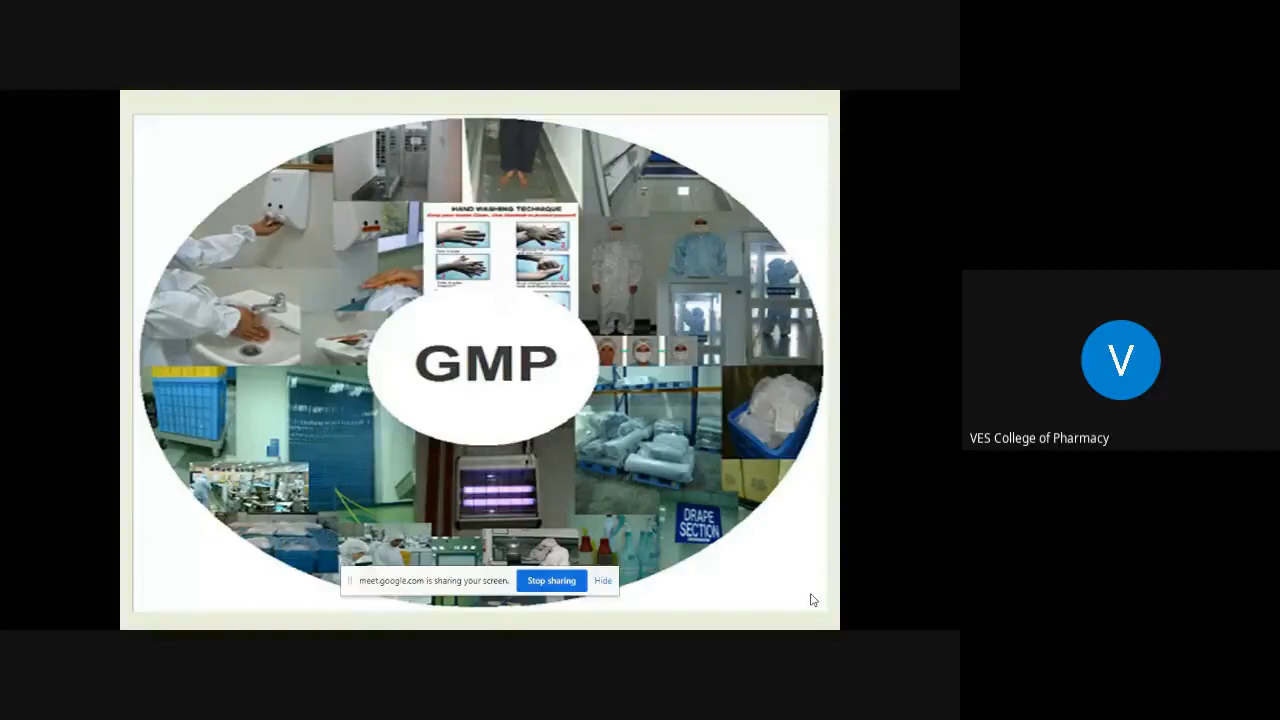 HAND WASHING TECHNIQUE
GMP
DRAPE
SECTION
meet.google.com is sharing your screen.
Stop sharing
Hide
V
VES College of Pharmacy